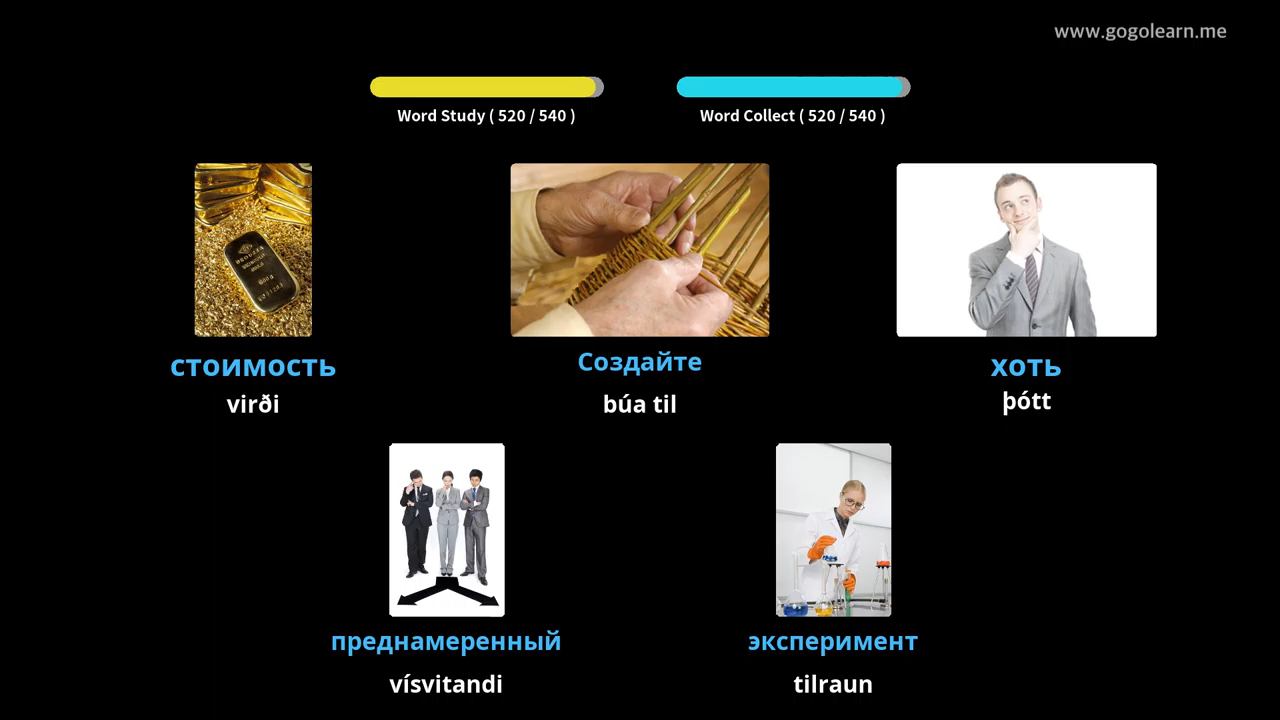 www.gogolearn.me
Word Study ( 520 / 540 )
Word Collect ( 520 / 540 )
стоимость
virði
Создайте
búa til
хоть
þótt
преднамеренный
vísvitandi
эксперимент
tilraun